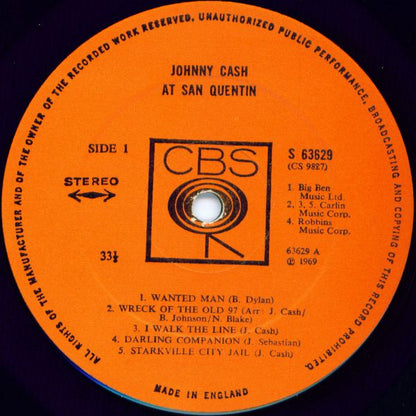 ALL RIGHTS OF THE MANUFACTURER AND OF THE OWNER OF THE RECORDED WORK RESERVED. UNAUTHORIZED PUBLIC PERFORMANCE, BROADCASTING AND COPYING OF THIS RECORD PROHIBITED.
JOHNNY CASH
AT SAN QUENTIN
SIDE 1
CBS
S 63629
(CS 9827)
STEREO
1. Big Ben
Music Ltd.
2, 3, 5. Carlin
Music Corp.
4. Robbins
Music Corp.
33⅓
63629 A
℗ 1969
1. WANTED MAN (B. Dylan)
2. WRECK OF THE OLD 97 (Arr: J. Cash/
B. Johnson/N. Blake)
3. I WALK THE LINE (J. Cash)
4. DARLING COMPANION (J. Sebastian)
5. STARKVILLE CITY JAIL (J. Cash)
MADE IN ENGLAND